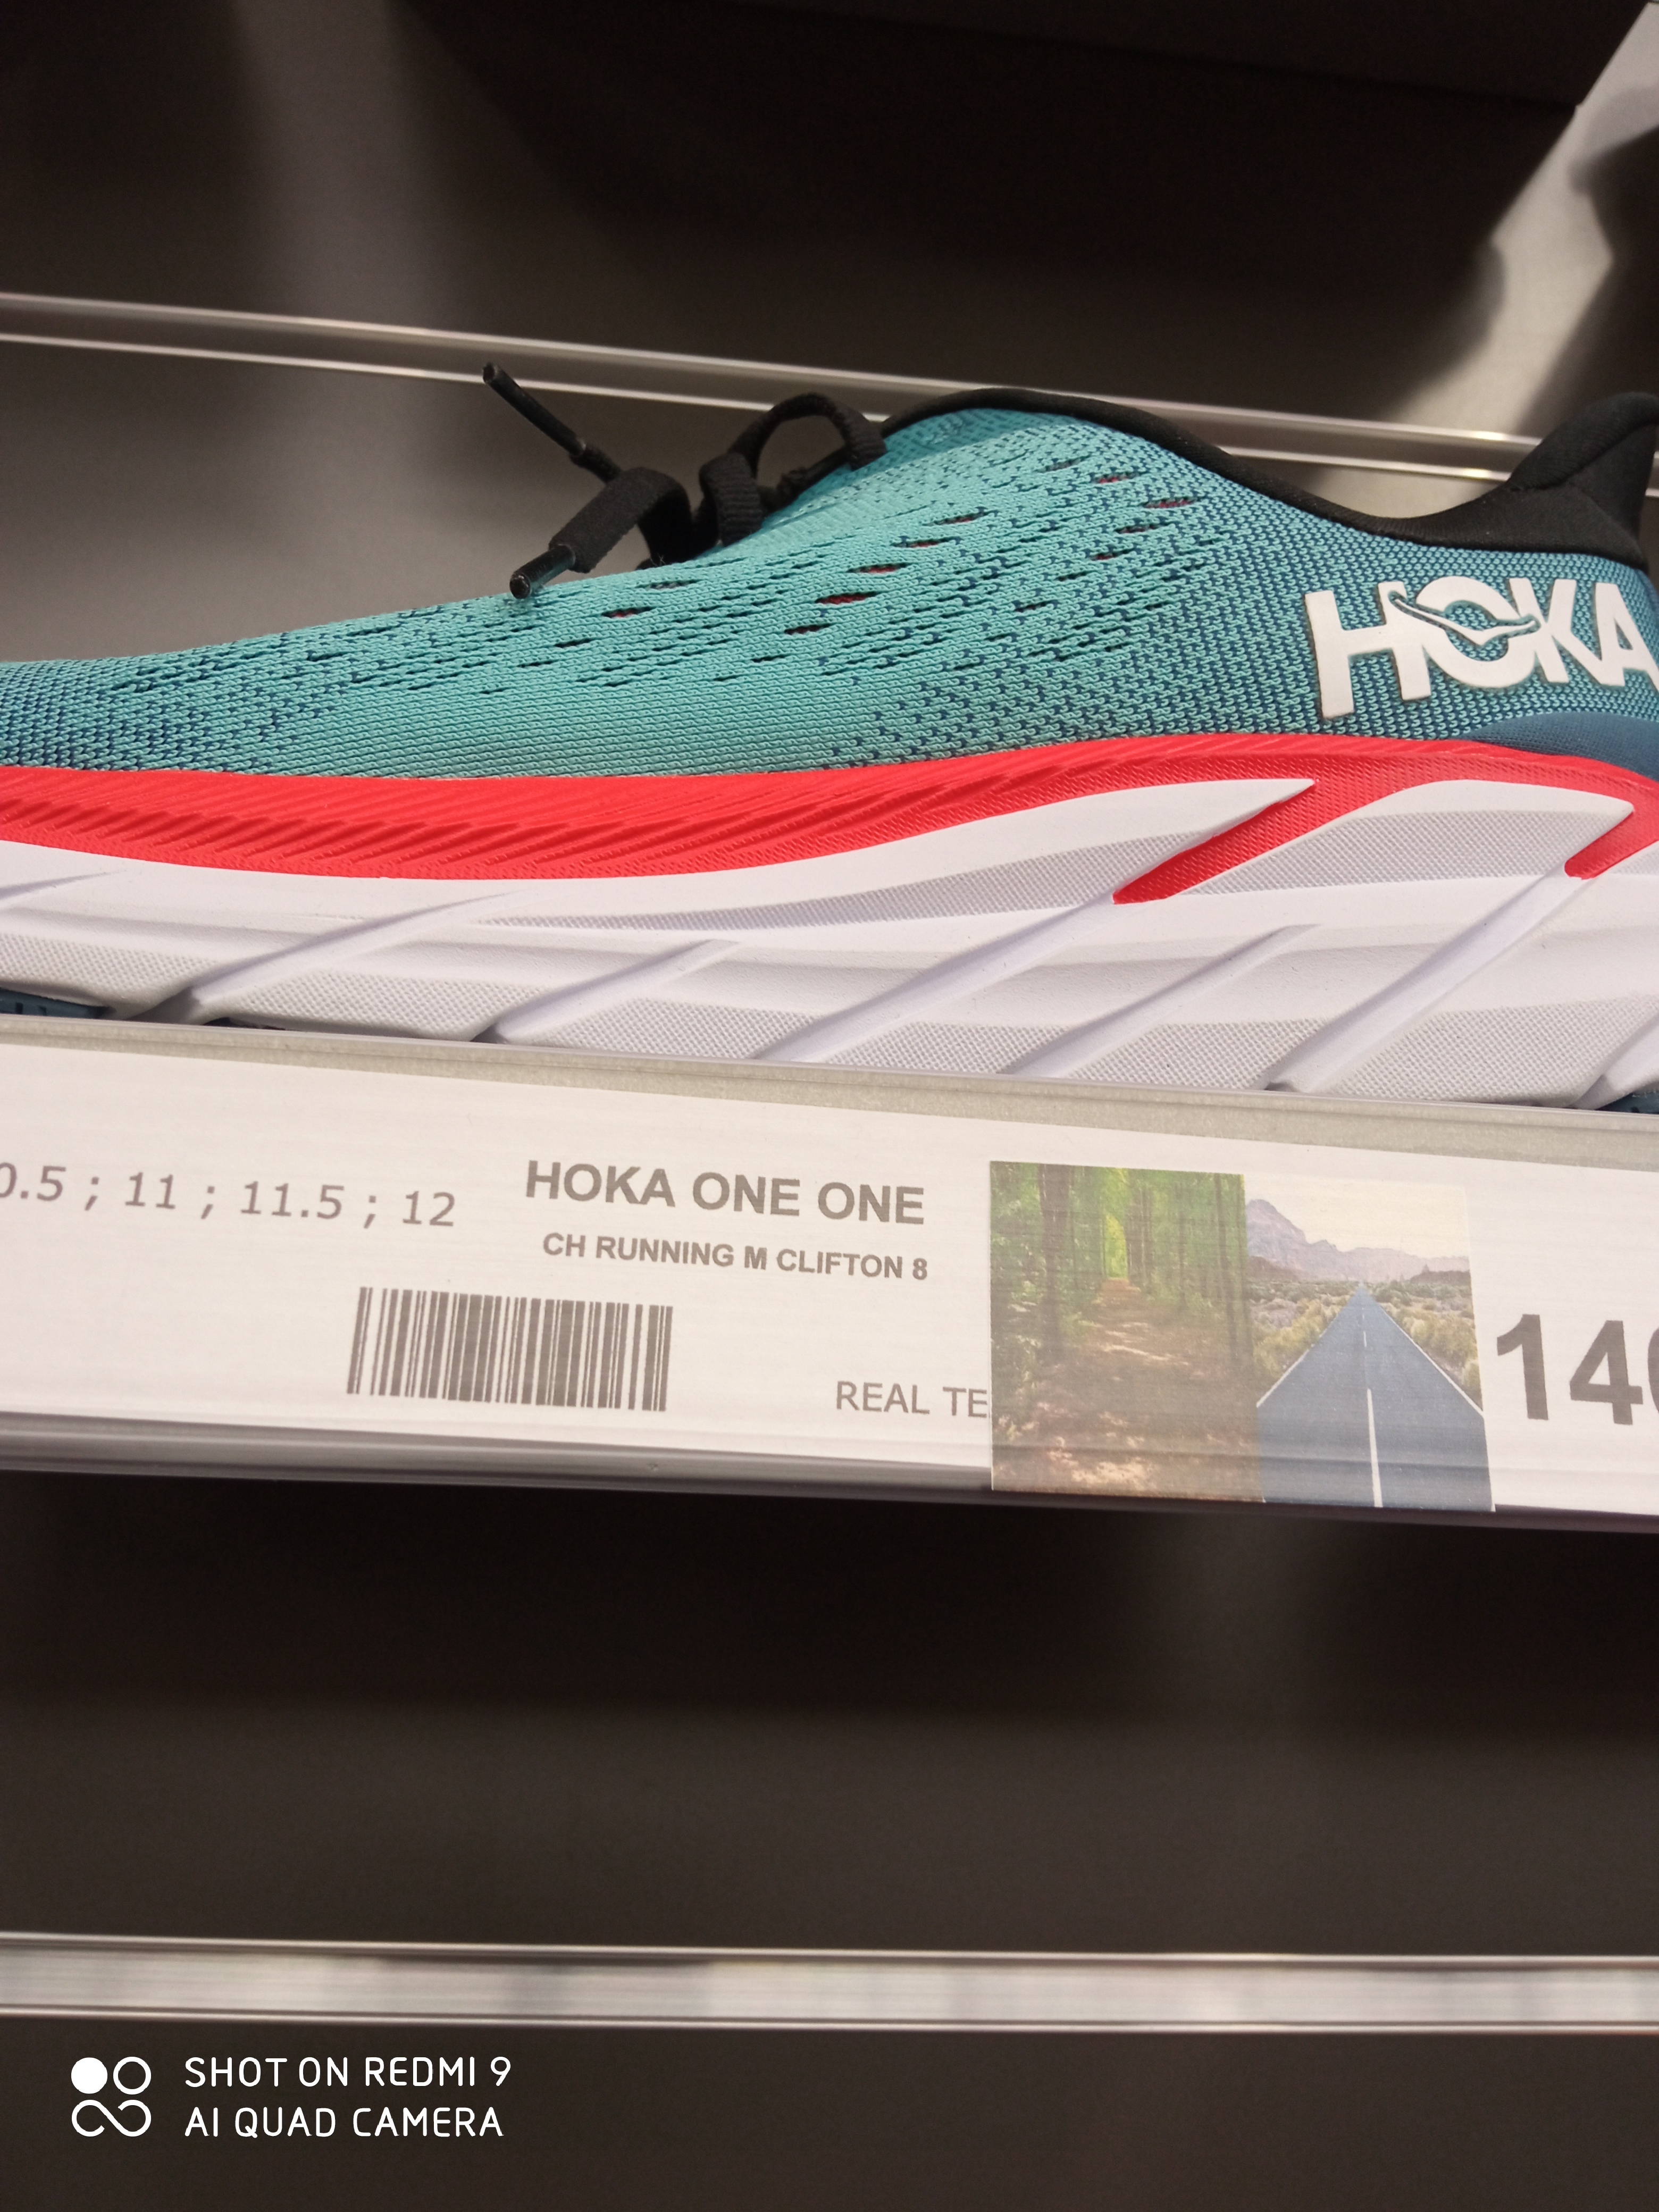 HOKA
0.5 ; 11 ; 11.5 ; 12
HOKA ONE ONE
CH RUNNING M CLIFTON 8
REAL TE
140
SHOT ON REDMI 9
AI QUAD CAMERA